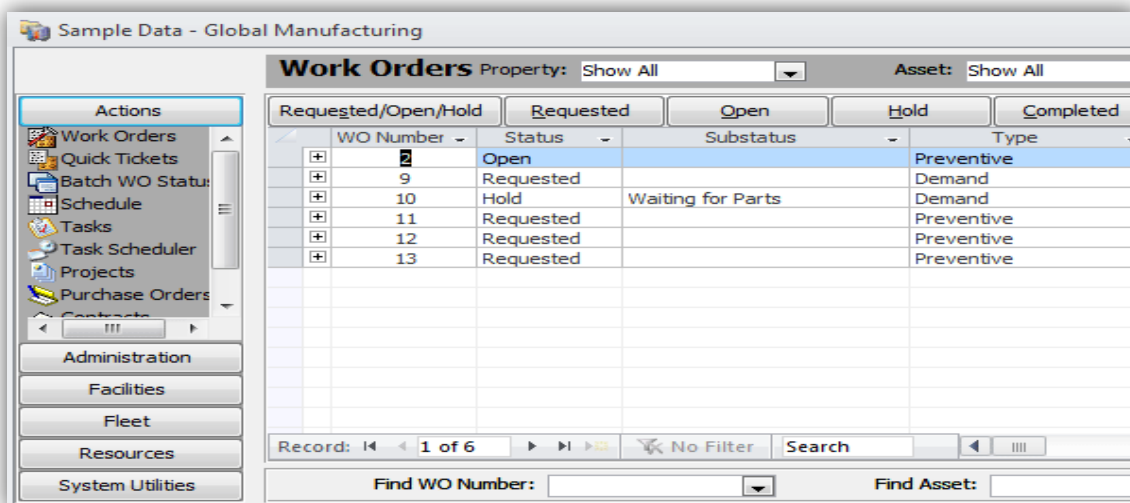 Sample Data - Global Manufacturing
Work Orders Property: Show All Asset: Show All
Actions
Work Orders
Quick Tickets
Batch WO Status
Schedule
Tasks
Task Scheduler
Projects
Purchase Orders
Contracts
Administration
Facilities
Fleet
Resources
System Utilities
Requested/Open/Hold Requested Open Hold Completed
WO Number Status Substatus Type
2 Open Preventive
9 Requested Demand
10 Hold Waiting for Parts Demand
11 Requested Preventive
12 Requested Preventive
13 Requested Preventive
Record: 1 of 6 No Filter Search
Find WO Number: Find Asset: